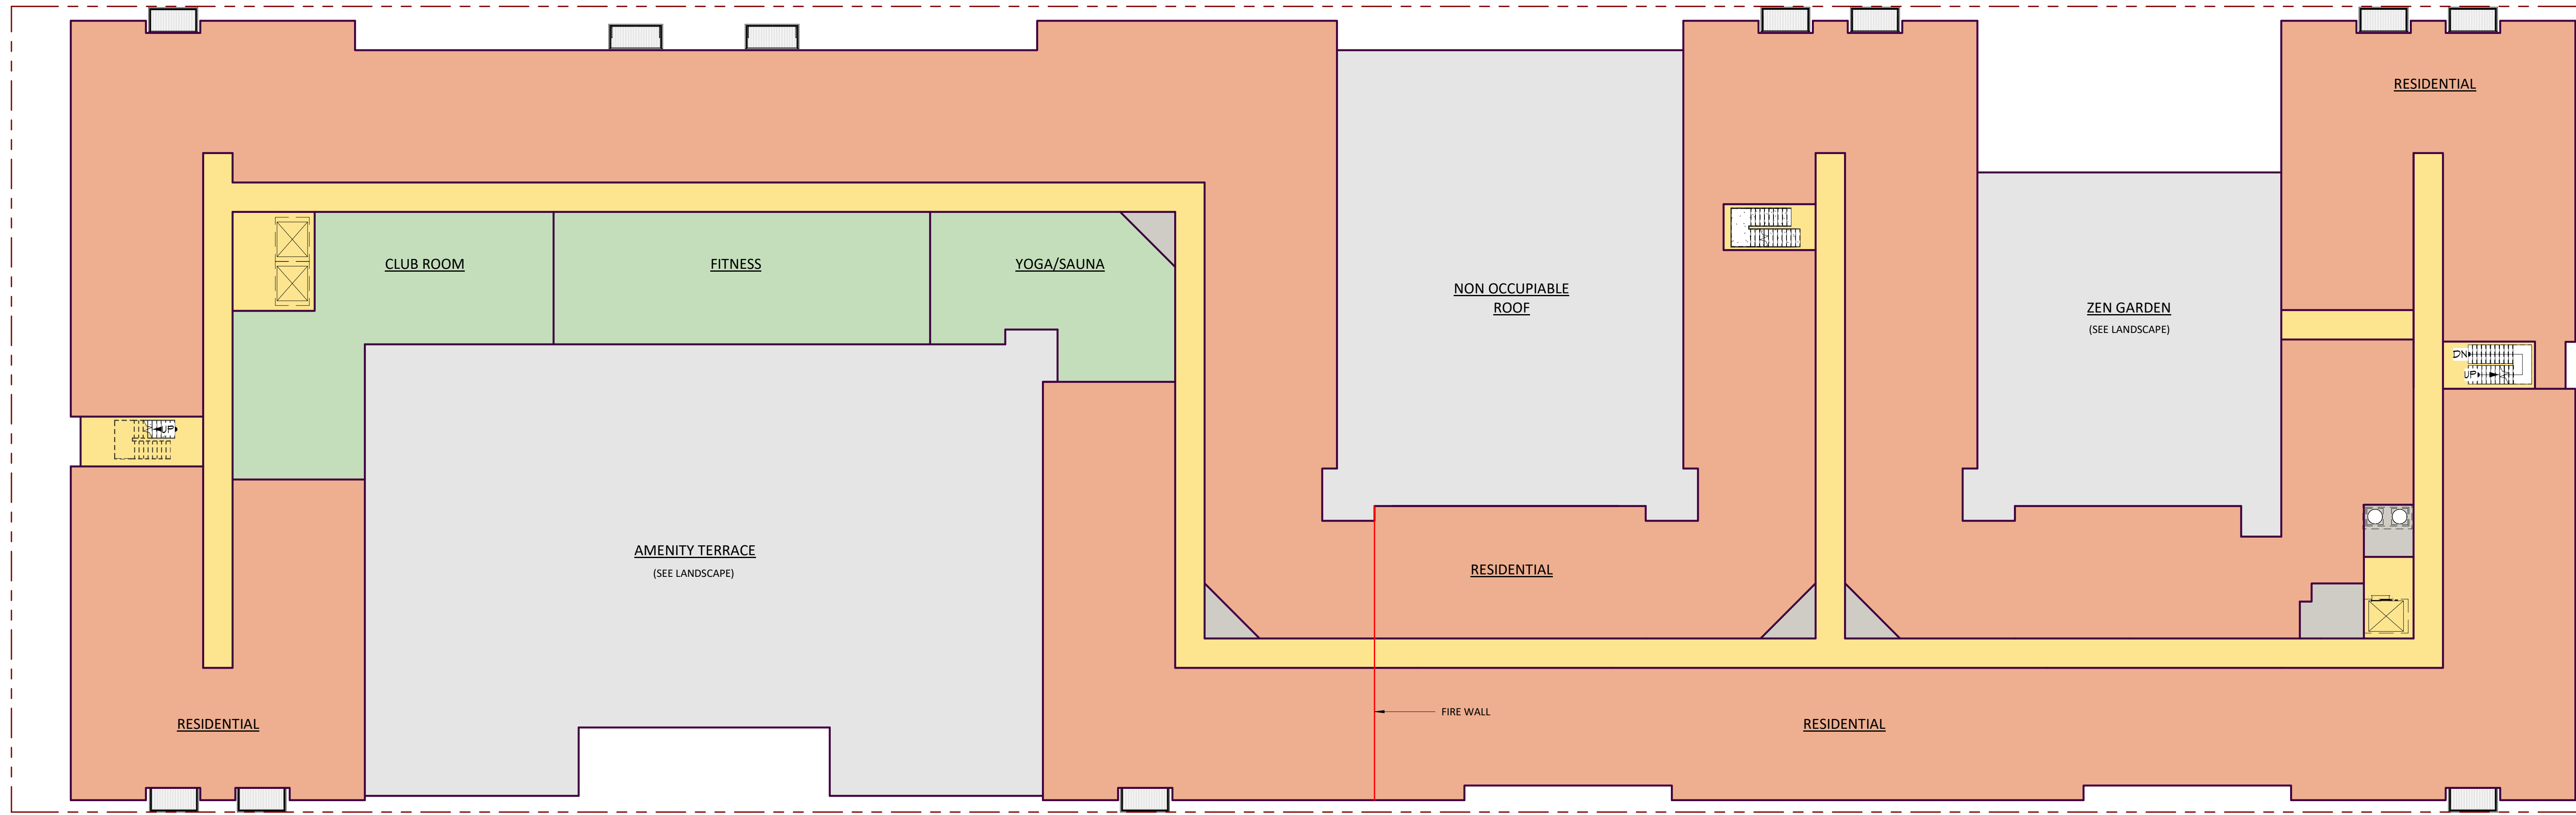 RESIDENTIAL
CLUB ROOM
FITNESS
YOGA/SAUNA
NON OCCUPIABLE
ROOF
ZEN GARDEN
(SEE LANDSCAPE)
DN
UP
UP
AMENITY TERRACE
(SEE LANDSCAPE)
RESIDENTIAL
FIRE WALL
RESIDENTIAL
RESIDENTIAL